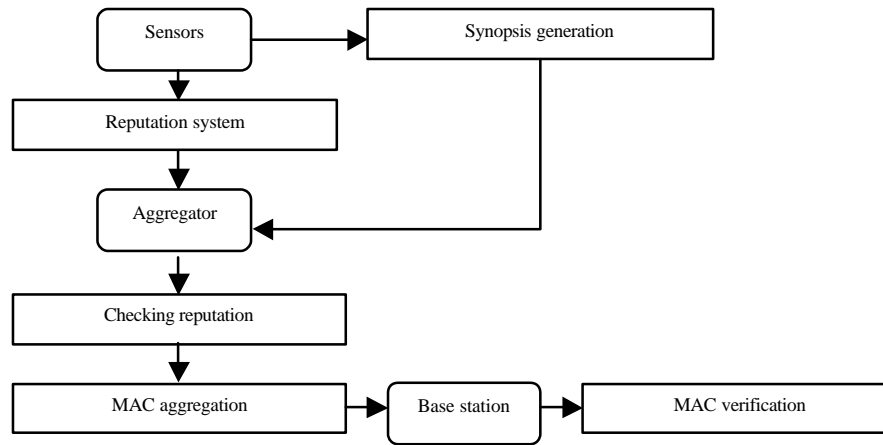 Sensors
Synopsis generation
Reputation system
Aggregator
Checking reputation
MAC aggregation
Base station
MAC verification